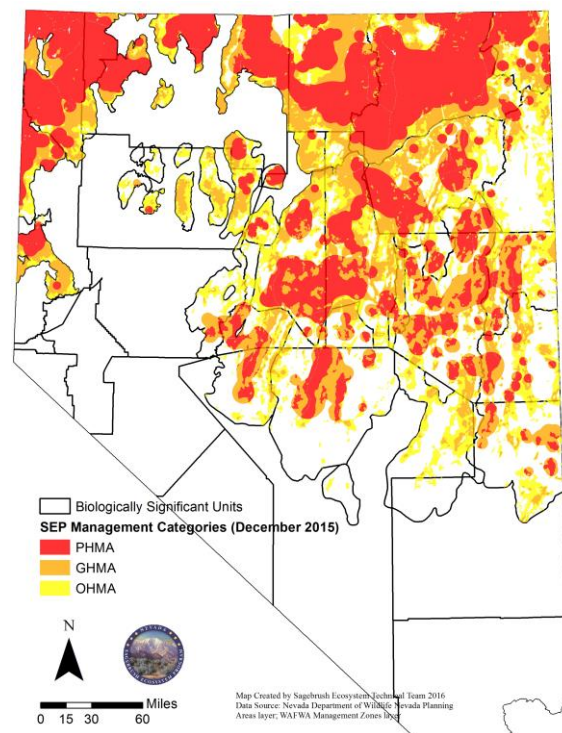 Biologically Significant Units
SEP Management Categories (December 2015)
PHMA
GHMA
OHMA
N
NEVADA
Miles
0 15 30 60
Map Created by Sagebrush Ecosystem Technical Team 2016
Data Source: Nevada Department of Wildlife Nevada Planning
Areas layer; WAFWA Management Zones layer